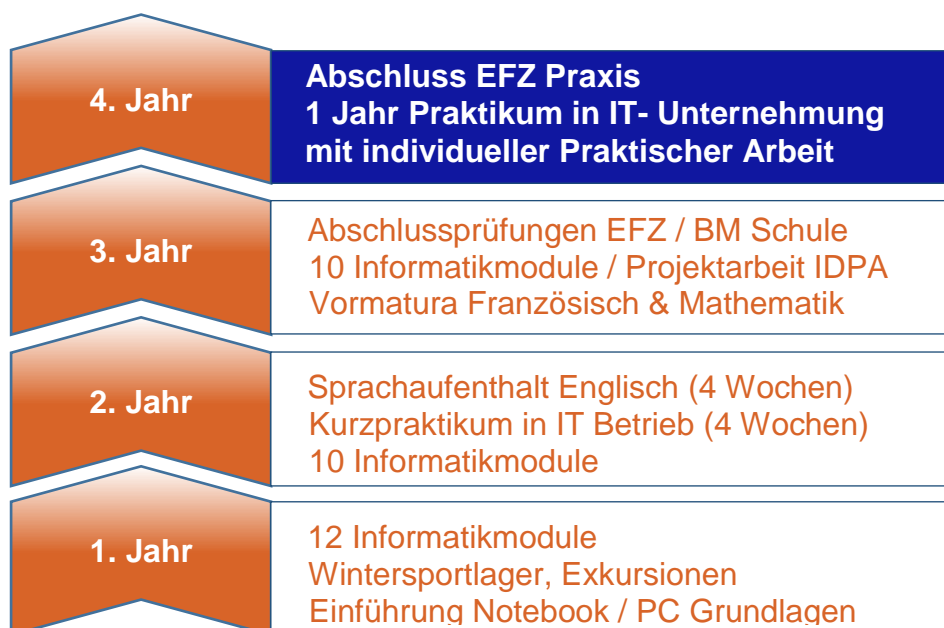 4. Jahr
Abschluss EFZ Praxis
1 Jahr Praktikum in IT- Unternehmung
mit individueller Praktischer Arbeit
3. Jahr
Abschlussprüfungen EFZ / BM Schule
10 Informatikmodule / Projektarbeit IDPA
Vormatura Französisch & Mathematik
2. Jahr
Sprachaufenthalt Englisch (4 Wochen)
Kurzpraktikum in IT Betrieb (4 Wochen)
10 Informatikmodule
1. Jahr
12 Informatikmodule
Wintersportlager, Exkursionen
Einführung Notebook / PC Grundlagen